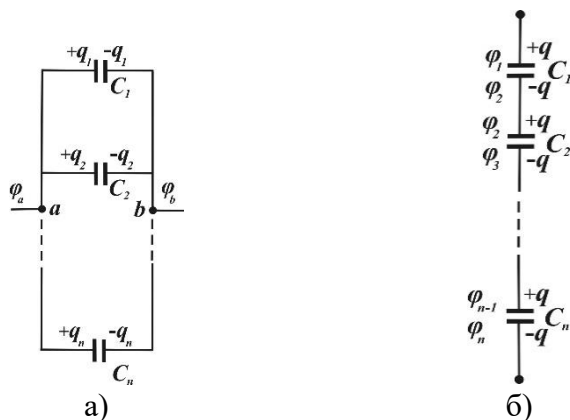 +q₁ -q₁
C₁
+q₂ -q₂
C₂
φₐ a b φ_b
+qₙ -qₙ
Cₙ
а)
φ₁ +q C₁
φ₂ -q
φ₂ +q C₂
φ₃ -q
φₙ₋₁ +q Cₙ
φₙ -q
б)